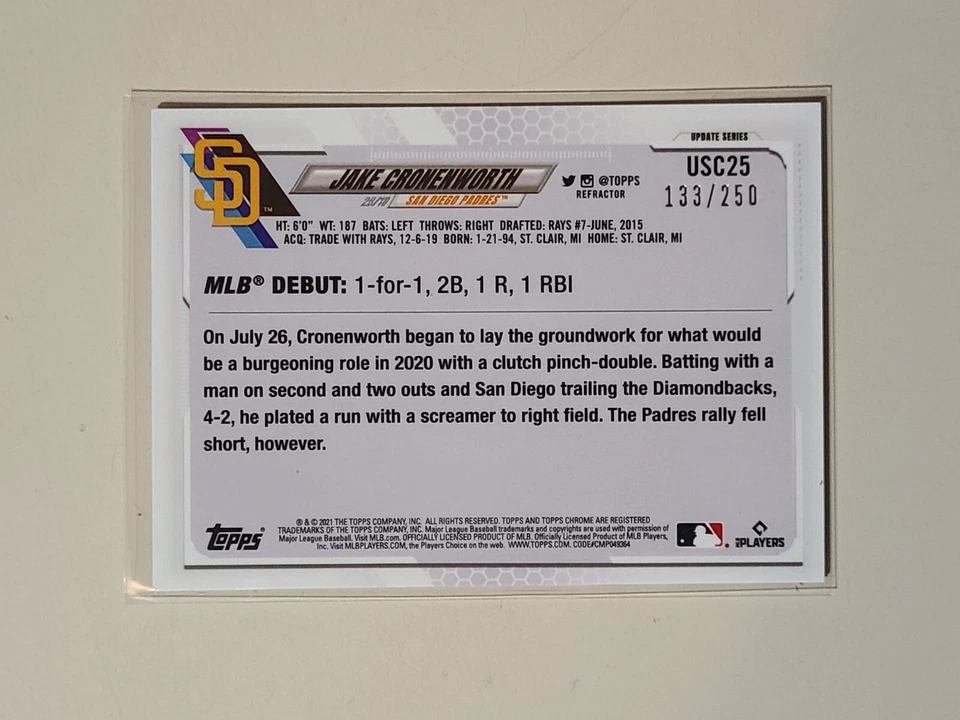 UPDATE SERIES
USC25
133/250
SD™
JAKE CRONENWORTH
2B/1B SAN DIEGO PADRES™
@TOPPS
REFRACTOR
HT: 6'0" WT: 187 BATS: LEFT THROWS: RIGHT DRAFTED: RAYS #7-JUNE, 2015
ACQ: TRADE WITH RAYS, 12-6-19 BORN: 1-21-94, ST. CLAIR, MI HOME: ST. CLAIR, MI
MLB® DEBUT: 1-for-1, 2B, 1 R, 1 RBI
On July 26, Cronenworth began to lay the groundwork for what would
be a burgeoning role in 2020 with a clutch pinch-double. Batting with a
man on second and two outs and San Diego trailing the Diamondbacks,
4-2, he plated a run with a screamer to right field. The Padres rally fell
short, however.
Topps®
® & © 2021 THE TOPPS COMPANY, INC. ALL RIGHTS RESERVED. TOPPS AND TOPPS CHROME ARE REGISTERED
TRADEMARKS OF THE TOPPS COMPANY, INC. Major League Baseball trademarks and copyrights are used with permission of
Major League Baseball. Visit MLB.com. OFFICIALLY LICENSED PRODUCT OF MLB. Officially Licensed Product of MLB Players,
Inc. Visit MLBPLAYERS.COM, the Players Choice on the web. WWW.TOPPS.COM. CODE#CMP049364
PLAYERS